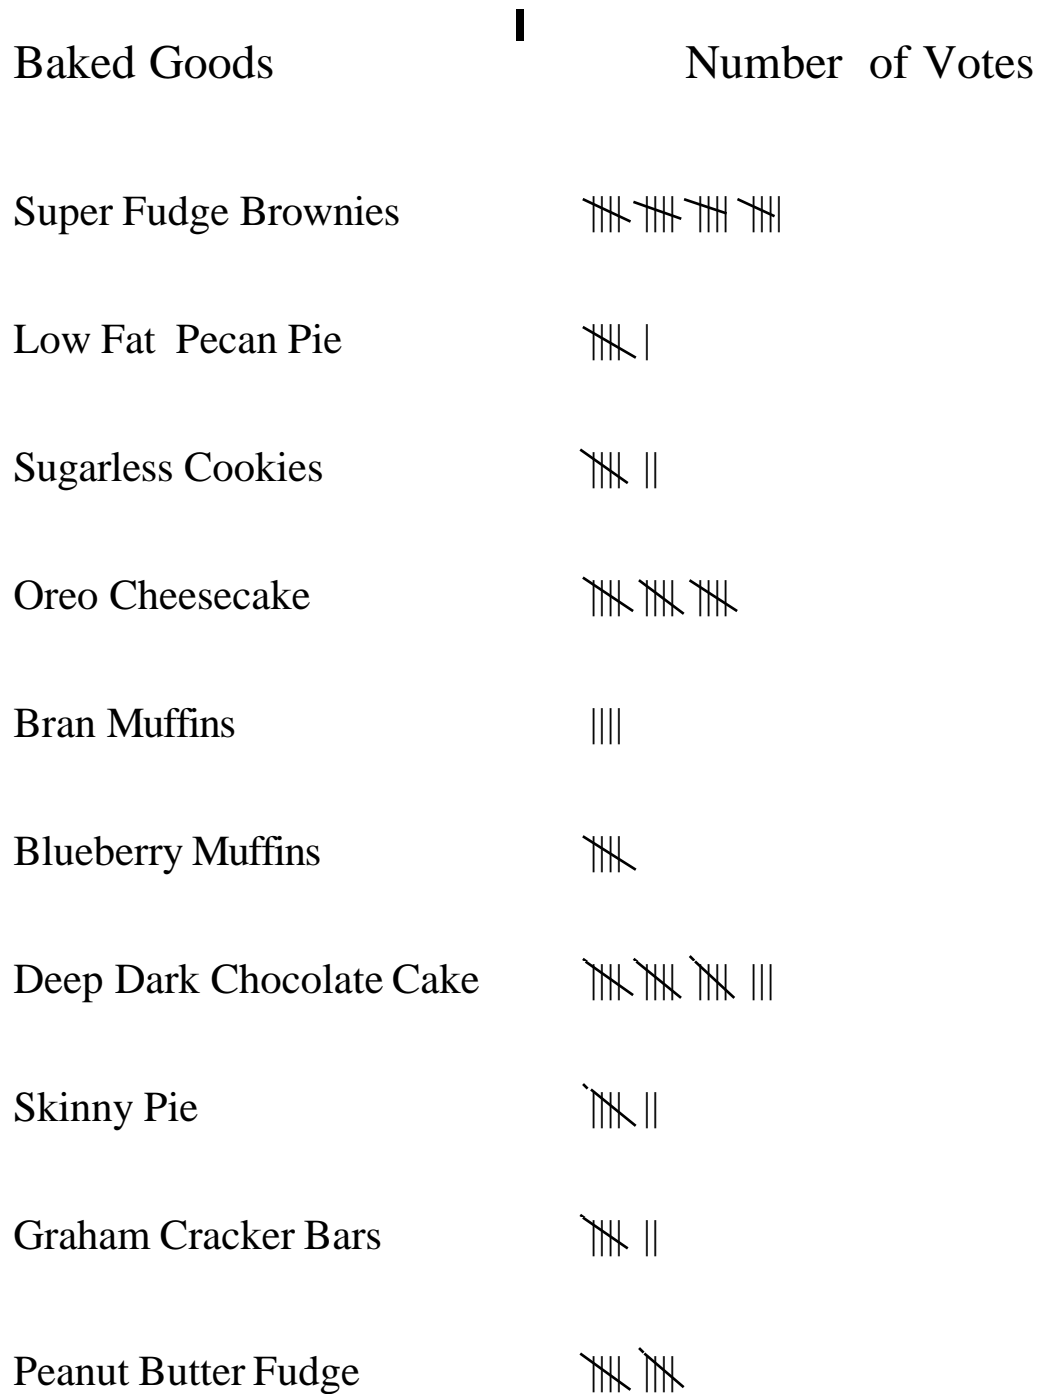 Baked Goods Number of Votes
Super Fudge Brownies
Low Fat Pecan Pie
Sugarless Cookies
Oreo Cheesecake
Bran Muffins
Blueberry Muffins
Deep Dark Chocolate Cake
Skinny Pie
Graham Cracker Bars
Peanut Butter Fudge